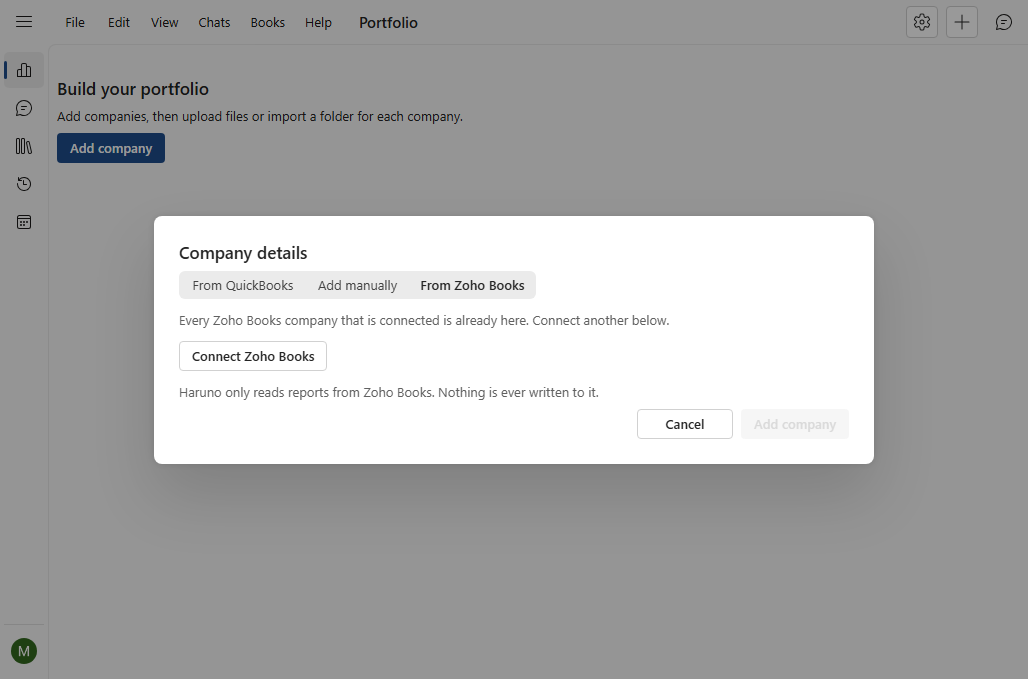 File Edit View Chats Books Help Portfolio
Build your portfolio
Add companies, then upload files or import a folder for each company.
Add company
Company details
From QuickBooks Add manually From Zoho Books
Every Zoho Books company that is connected is already here. Connect another below.
Connect Zoho Books
Haruno only reads reports from Zoho Books. Nothing is ever written to it.
Cancel Add company
M